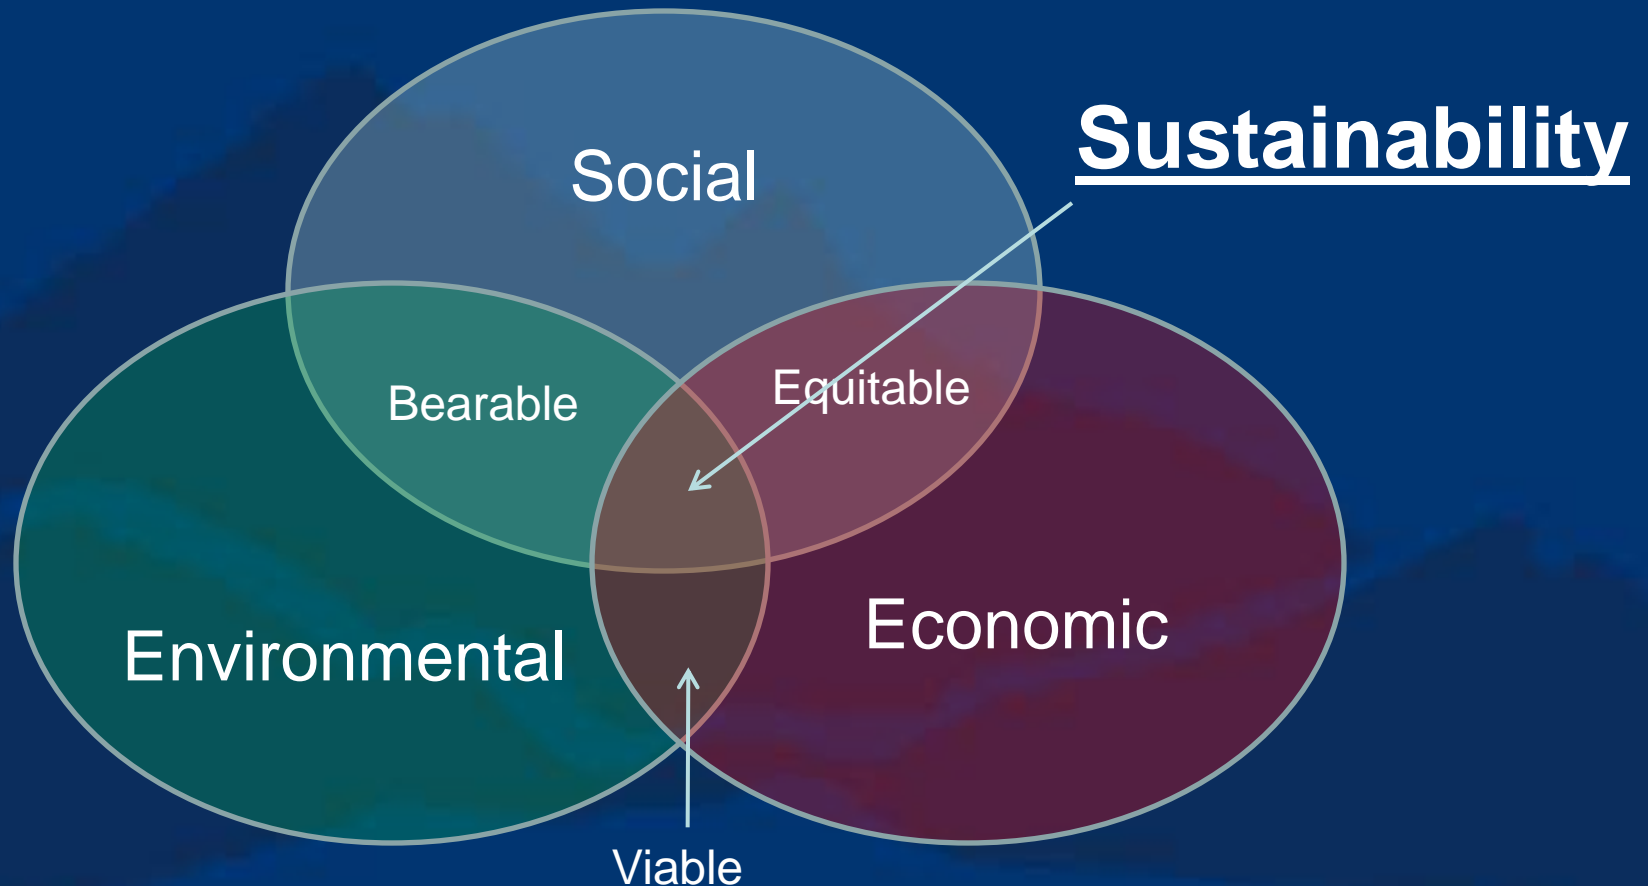 Sustainability
Social
Equitable
Bearable
Economic
Environmental
Viable